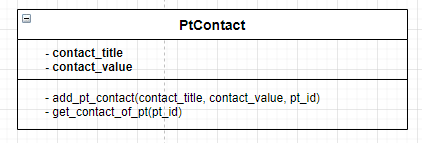 PtContact
- contact_title
- contact_value
- add_pt_contact(contact_title, contact_value, pt_id)
- get_contact_of_pt(pt_id)